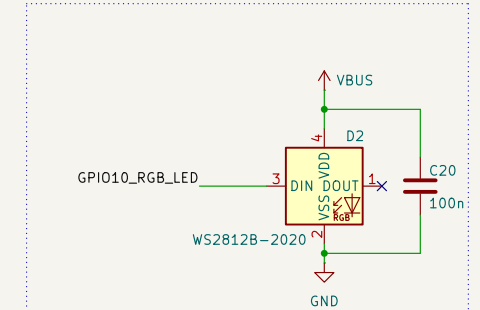 VBUS
4
D2
VDD
C20
GPIO10_RGB_LED
3
DIN
DOUT
1
100n
VSS
RGB
WS2812B-2020
2
GND